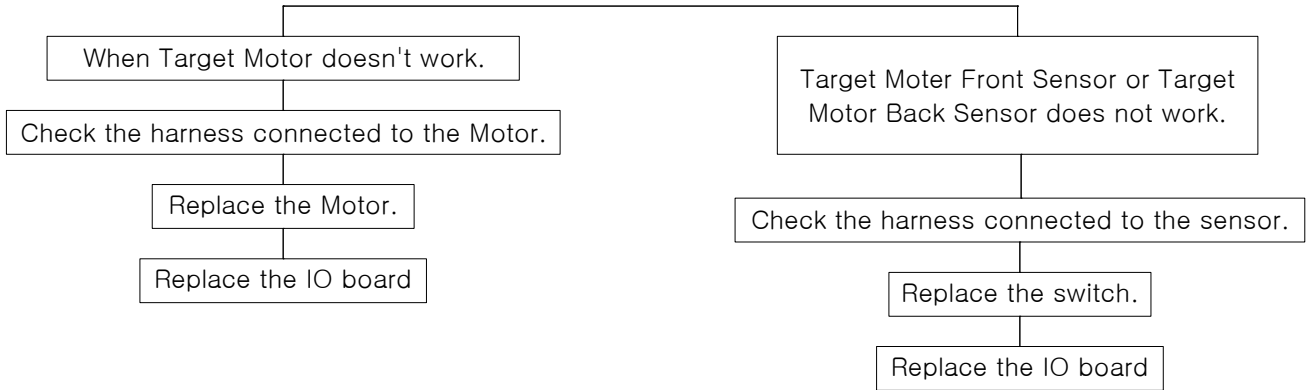 When Target Motor doesn't work.
Check the harness connected to the Motor.
Replace the Motor.
Replace the IO board
Target Moter Front Sensor or Target
Motor Back Sensor does not work.
Check the harness connected to the sensor.
Replace the switch.
Replace the IO board